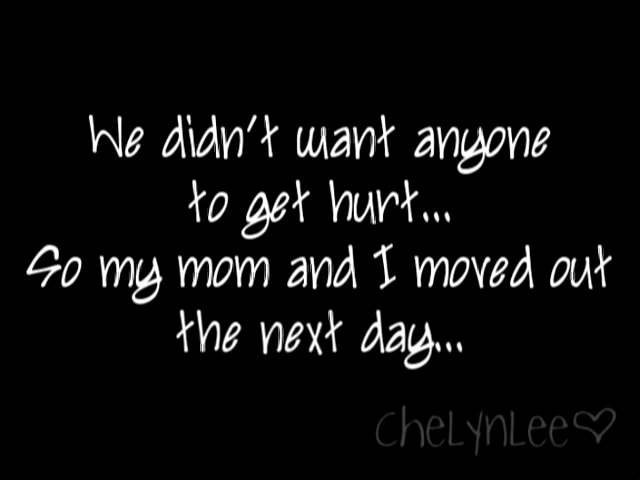 We didn't want anyone
to get hurt...
So my mom and I moved out
the next day...
CheLynLee♡